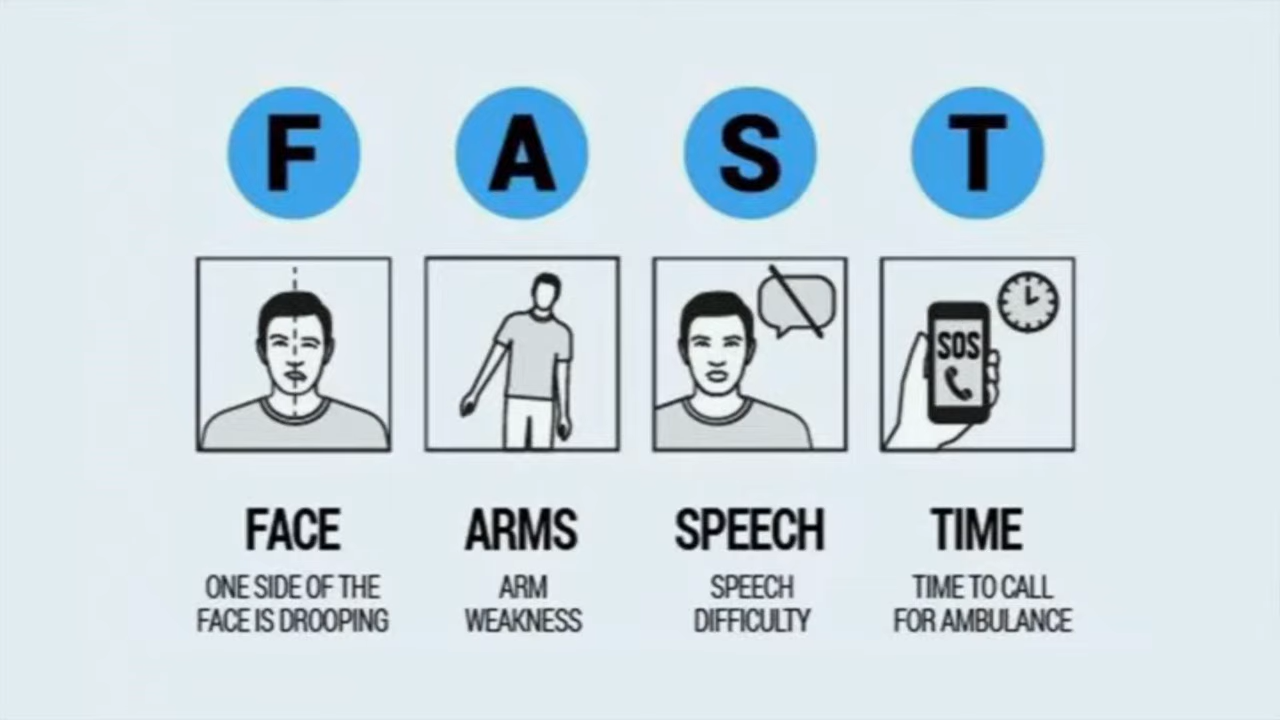 F A S T
SOS
FACE ARMS SPEECH TIME
ONE SIDE OF THE
FACE IS DROOPING
ARM
WEAKNESS
SPEECH
DIFFICULTY
TIME TO CALL
FOR AMBULANCE